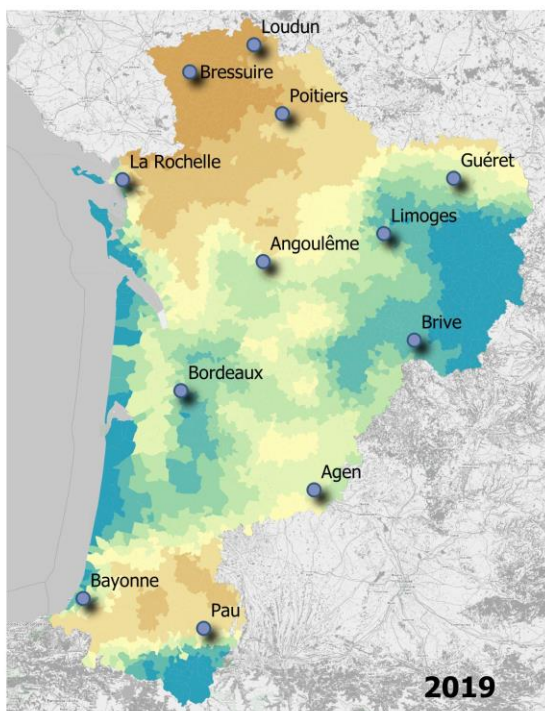 Loudun
Bressuire
Poitiers
La Rochelle
Guéret
Limoges
Angoulême
Brive
Bordeaux
Agen
Bayonne
Pau
2019